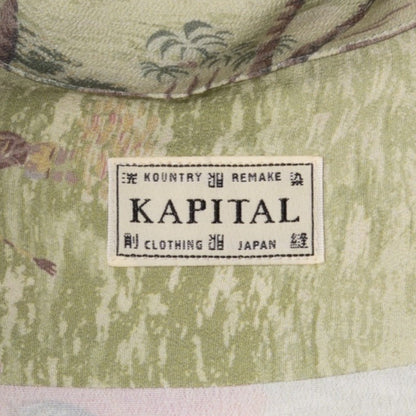 洗 KOUNTRY REMAKE 染
KAPITAL
削 CLOTHING JAPAN 縫